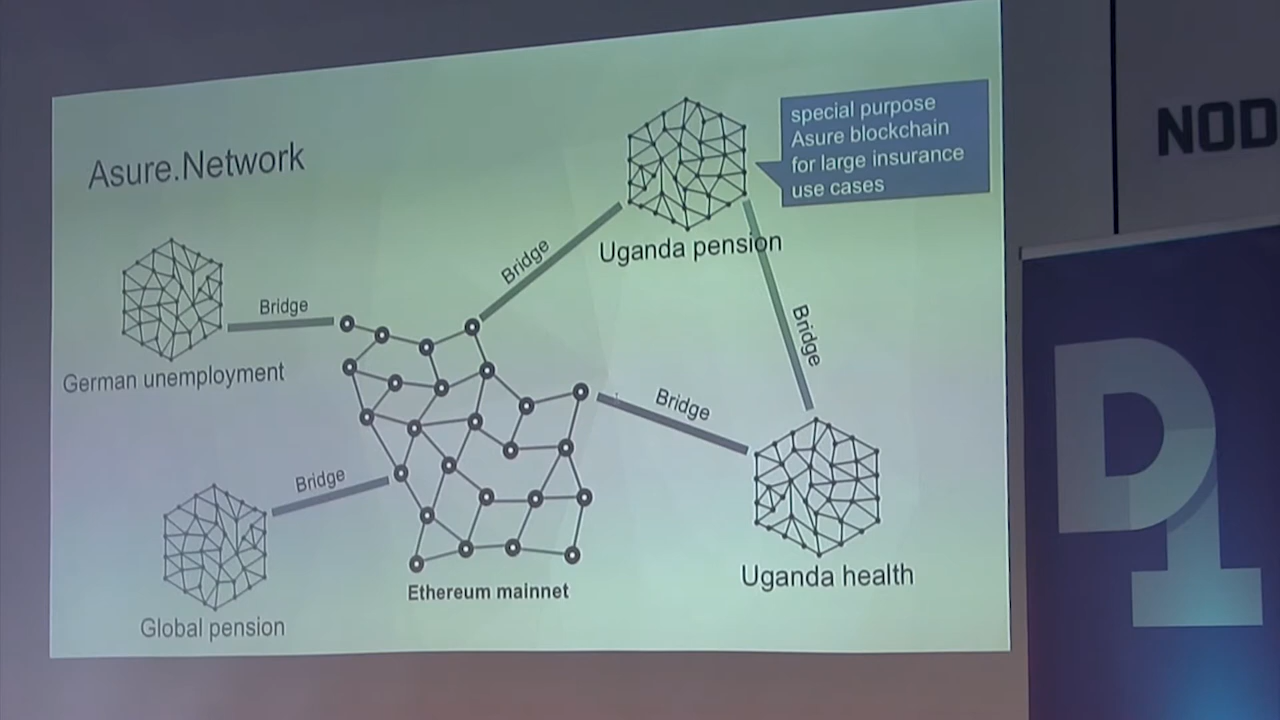 Asure.Network
special purpose
Asure blockchain
for large insurance
use cases
NOD
Uganda pension
Bridge
Bridge
German unemployment
Bridge
Bridge
Bridge
Global pension
Ethereum mainnet
Uganda health
D1